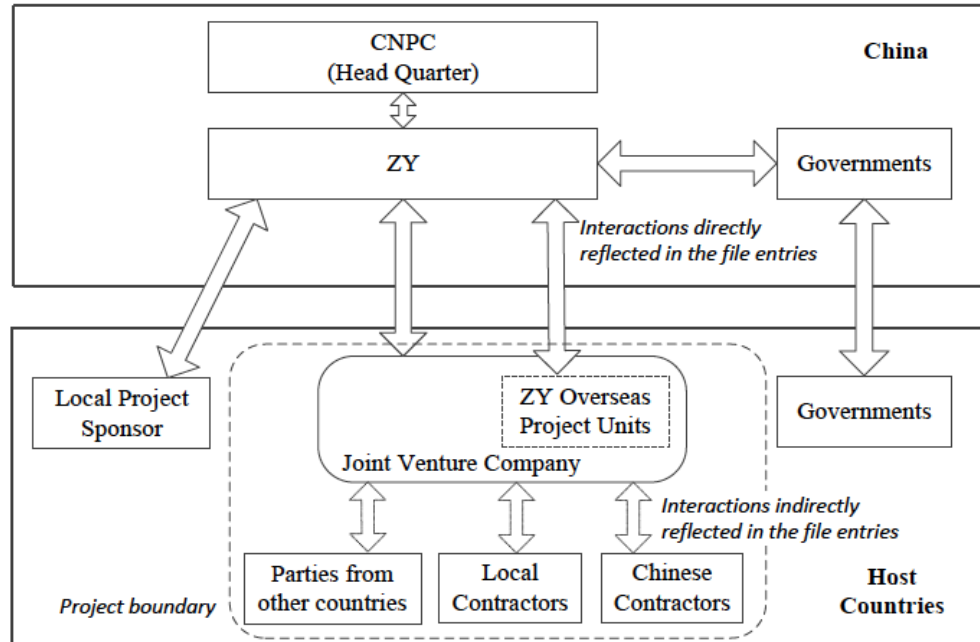 CNPC
(Head Quarter)
China
ZY
Governments
Interactions directly
reflected in the file entries
Local Project
Sponsor
ZY Overseas
Project Units
Governments
Joint Venture Company
Interactions indirectly
reflected in the file entries
Parties from
other countries
Local
Contractors
Chinese
Contractors
Host
Countries
Project boundary